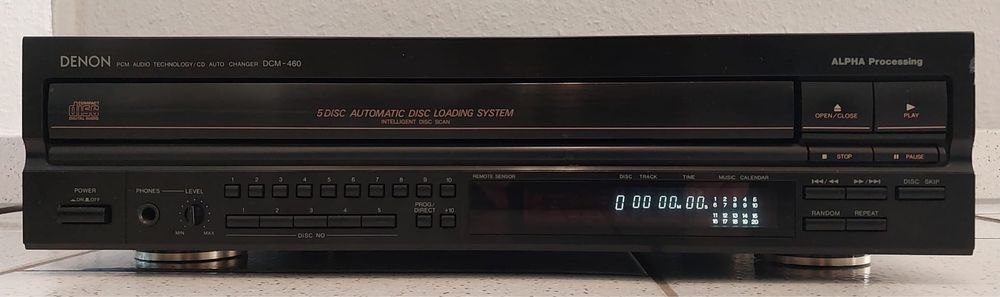 DENON PCM AUDIO TECHNOLOGY/CD AUTO CHANGER DCM-460
ALPHA Processing
COMPACT
disc
DIGITAL AUDIO
5 DISC AUTOMATIC DISC LOADING SYSTEM
INTELLIGENT DISC SCAN
OPEN/CLOSE
PLAY
STOP
PAUSE
POWER
ON OFF
PHONES
LEVEL
MIN MAX
1 2 3 4 5 6 7 8 9 10
PROG/
DIRECT
+10
1 2 3 4 5
DISC NO
REMOTE SENSOR
DISC TRACK TIME MUSIC CALENDAR
0 00 00M 00S
1 2 3 4 5
6 7 8 9 10
11 12 13 14 15
16 17 18 19 20
DISC SKIP
RANDOM
REPEAT